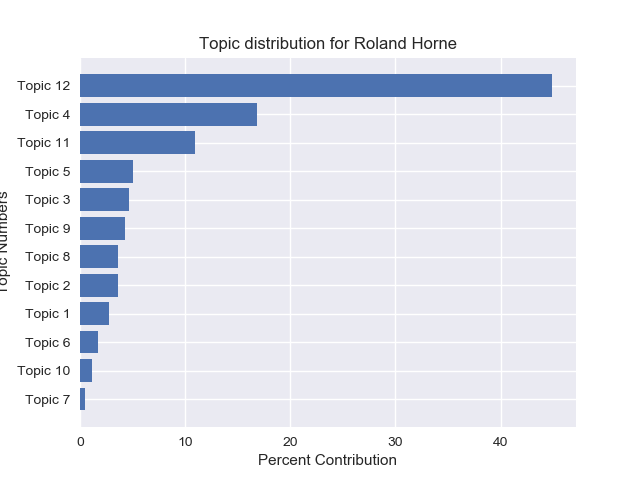 Topic distribution for Roland Horne
Topic 12
Topic 4
Topic 11
Topic 5
Topic 3
Topic 9
Topic 8
Topic 2
Topic 1
Topic 6
Topic 10
Topic 7
Topic Numbers
0 10 20 30 40
Percent Contribution